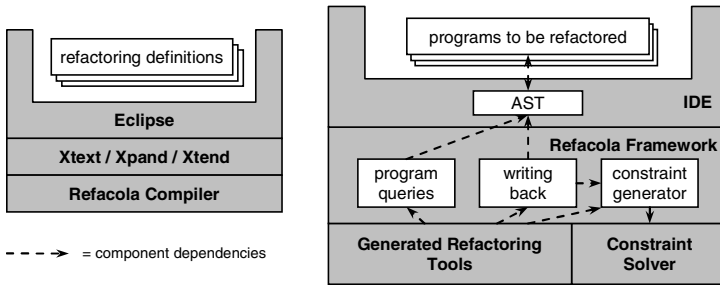 refactoring definitions
Eclipse
Xtext / Xpand / Xtend
Refacola Compiler
= component dependencies
programs to be refactored
AST
IDE
Refacola Framework
program
queries
writing
back
constraint
generator
Generated Refactoring
Tools
Constraint
Solver